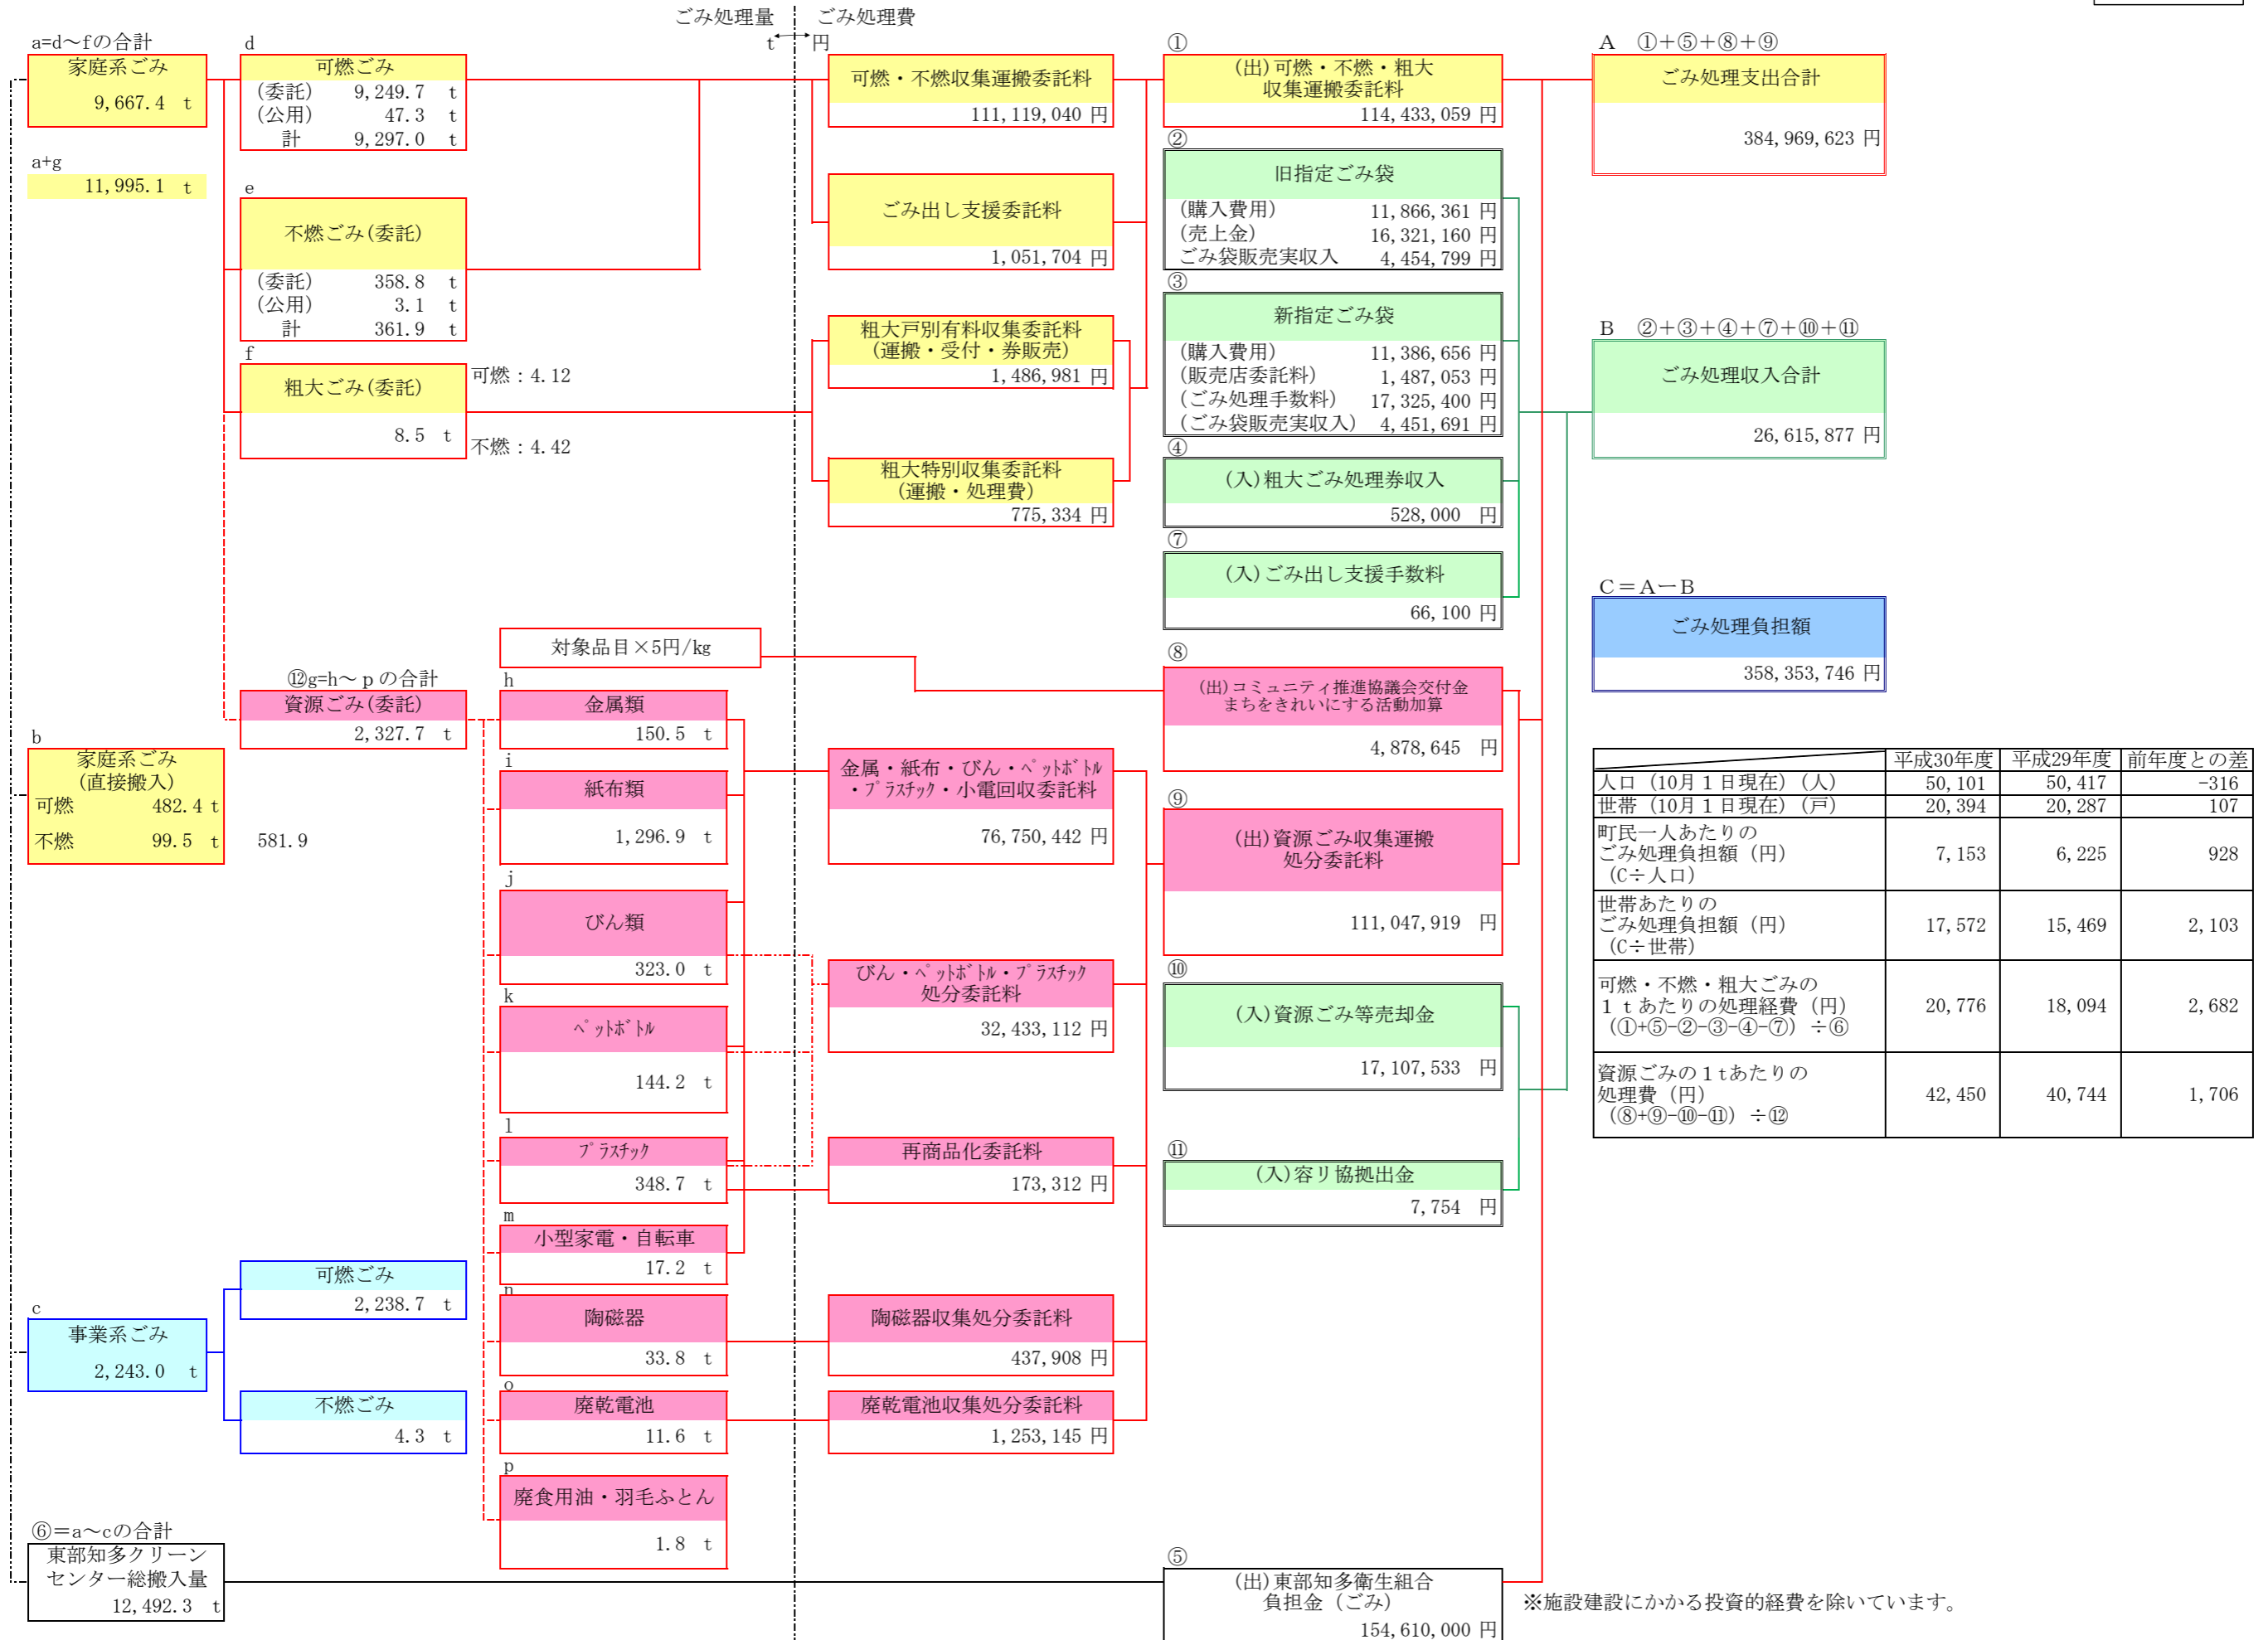 ごみ処理量
ごみ処理費
t
円
a=d～fの合計
家庭系ごみ
9,667.4 t
a+g
11,995.1 t
d
可燃ごみ
(委託) 9,249.7 t
(公用) 47.3 t
計 9,297.0 t
e
不燃ごみ(委託)
(委託) 358.8 t
(公用) 3.1 t
計 361.9 t
f
粗大ごみ(委託)
8.5 t
可燃：4.12
不燃：4.42
可燃・不燃収集運搬委託料
111,119,040 円
ごみ出し支援委託料
1,051,704 円
粗大戸別有料収集委託料
(運搬・受付・券販売)
1,486,981 円
粗大特別収集委託料
(運搬・処理費)
775,334 円
①
(出)可燃・不燃・粗大
収集運搬委託料
114,433,059 円
②
旧指定ごみ袋
(購入費用) 11,866,361 円
(売上金) 16,321,160 円
ごみ袋販売実収入 4,454,799 円
③
新指定ごみ袋
(購入費用) 11,386,656 円
(販売店委託料) 1,487,053 円
(ごみ処理手数料) 17,325,400 円
(ごみ袋販売実収入) 4,451,691 円
④
(入)粗大ごみ処理券収入
528,000 円
⑦
(入)ごみ出し支援手数料
66,100 円
A ①＋⑤＋⑧＋⑨
ごみ処理支出合計
384,969,623 円
B ②＋③＋④＋⑦＋⑩＋⑪
ごみ処理収入合計
26,615,877 円
C＝A－B
ごみ処理負担額
358,353,746 円
対象品目×5円/kg
⑫g=h～ｐの合計
資源ごみ(委託)
2,327.7 t
b
家庭系ごみ
(直接搬入)
可燃 482.4 t
不燃 99.5 t
581.9
h
金属類
150.5 t
i
紙布類
1,296.9 t
j
びん類
323.0 t
k
ﾍﾟｯﾄﾎﾞﾄﾙ
144.2 t
l
ﾌﾟﾗｽﾁｯｸ
348.7 t
m
小型家電・自転車
17.2 t
n
陶磁器
33.8 t
o
廃乾電池
11.6 t
p
廃食用油・羽毛ふとん
1.8 t
金属・紙布・びん・ﾍﾟｯﾄﾎﾞﾄﾙ
・ﾌﾟﾗｽﾁｯｸ・小電回収委託料
76,750,442 円
びん・ﾍﾟｯﾄﾎﾞﾄﾙ・ﾌﾟﾗｽﾁｯｸ
処分委託料
32,433,112 円
再商品化委託料
173,312 円
陶磁器収集処分委託料
437,908 円
廃乾電池収集処分委託料
1,253,145 円
⑧
(出)コミュニティ推進協議会交付金
まちをきれいにする活動加算
4,878,645 円
⑨
(出)資源ごみ収集運搬
処分委託料
111,047,919 円
⑩
(入)資源ごみ等売却金
17,107,533 円
⑪
(入)容リ協拠出金
7,754 円
平成30年度 平成29年度 前年度との差
人口（10月１日現在）（人） 50,101 50,417 -316
世帯（10月１日現在）（戸） 20,394 20,287 107
町民一人あたりの
ごみ処理負担額（円）
（C÷人口）
7,153 6,225 928
世帯あたりの
ごみ処理負担額（円）
（C÷世帯）
17,572 15,469 2,103
可燃・不燃・粗大ごみの
１ｔあたりの処理経費（円）
（①+⑤-②-③-④-⑦）÷⑥
20,776 18,094 2,682
資源ごみの１tあたりの
処理費（円）
（⑧+⑨-⑩-⑪）÷⑫
42,450 40,744 1,706
c
事業系ごみ
2,243.0 t
可燃ごみ
2,238.7 t
不燃ごみ
4.3 t
⑥＝a～cの合計
東部知多クリーン
センター総搬入量
12,492.3 t
⑤
(出)東部知多衛生組合
負担金（ごみ）
154,610,000 円
※施設建設にかかる投資的経費を除いています。